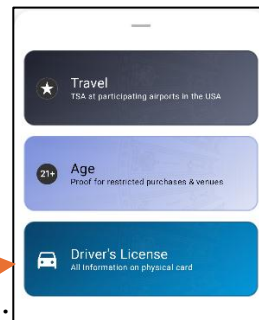 Travel
TSA at participating airports in the USA
21+
Age
Proof for restricted purchases & venues
Driver's License
All Information on physical card
.